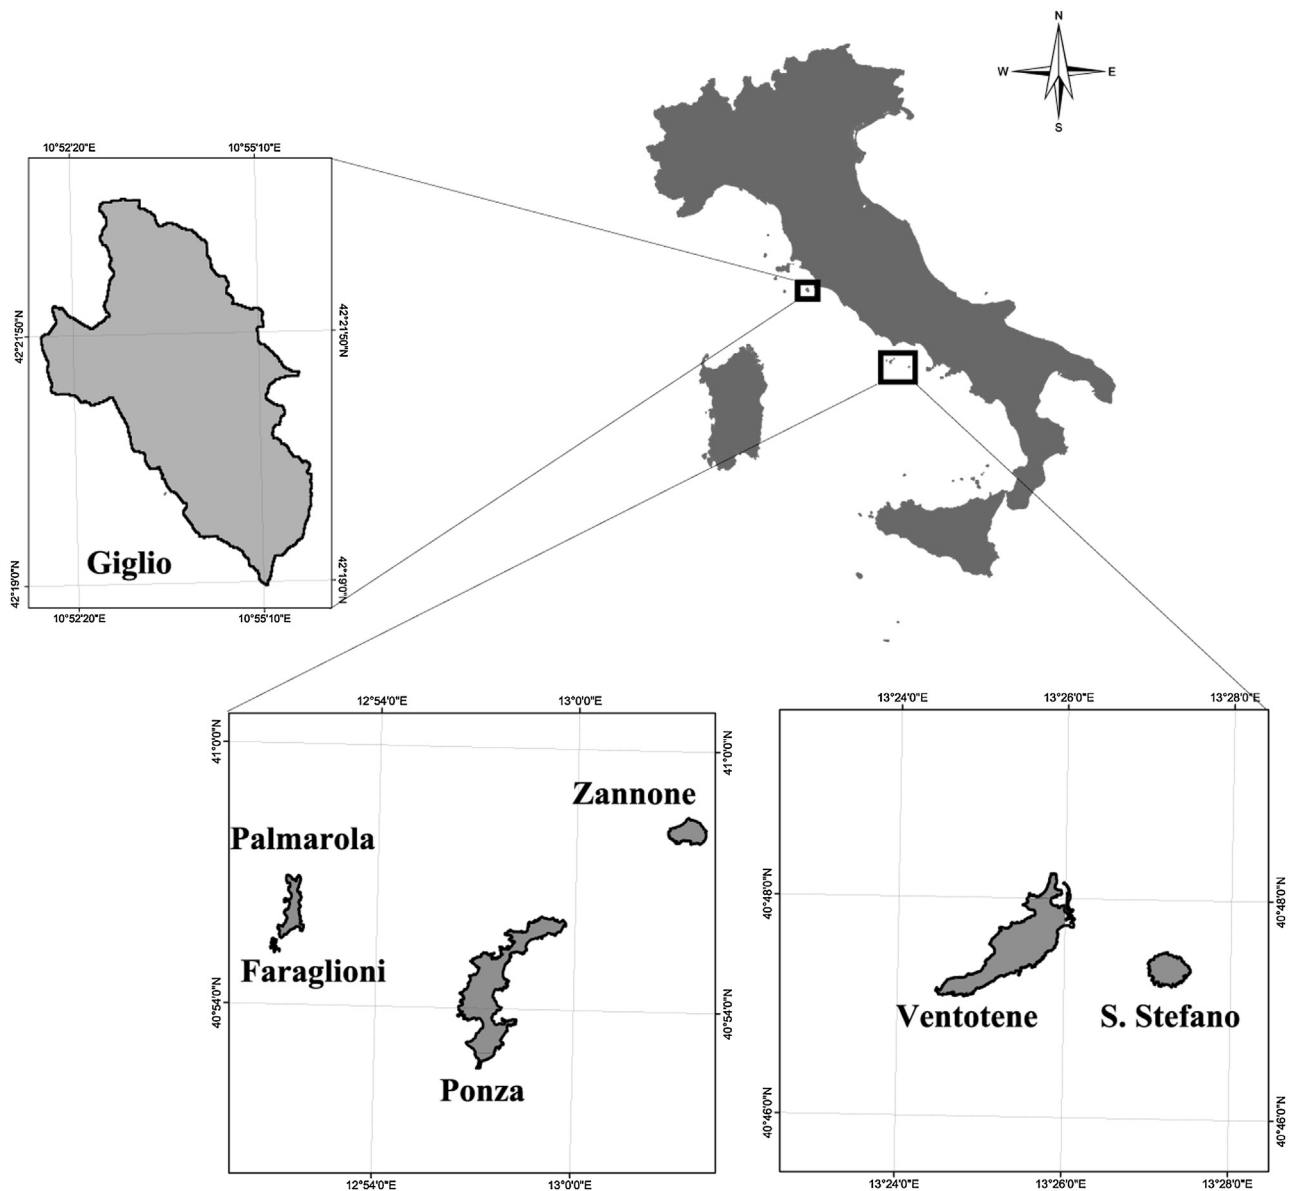 N
W E
S
10°52'20"E 10°55'10"E
42°21'50"N
42°21'50"N
Giglio
42°19'0"N
42°19'0"N
10°52'20"E 10°55'10"E
12°54'0"E 13°0'0"E
41°0'0"N
41°0'0"N
Zannone
Palmarola
Faraglioni
40°54'0"N
40°54'0"N
Ponza
12°54'0"E 13°0'0"E
13°24'0"E 13°26'0"E 13°28'0"E
40°48'0"N
40°48'0"N
Ventotene S. Stefano
40°46'0"N
40°46'0"N
13°24'0"E 13°26'0"E 13°28'0"E